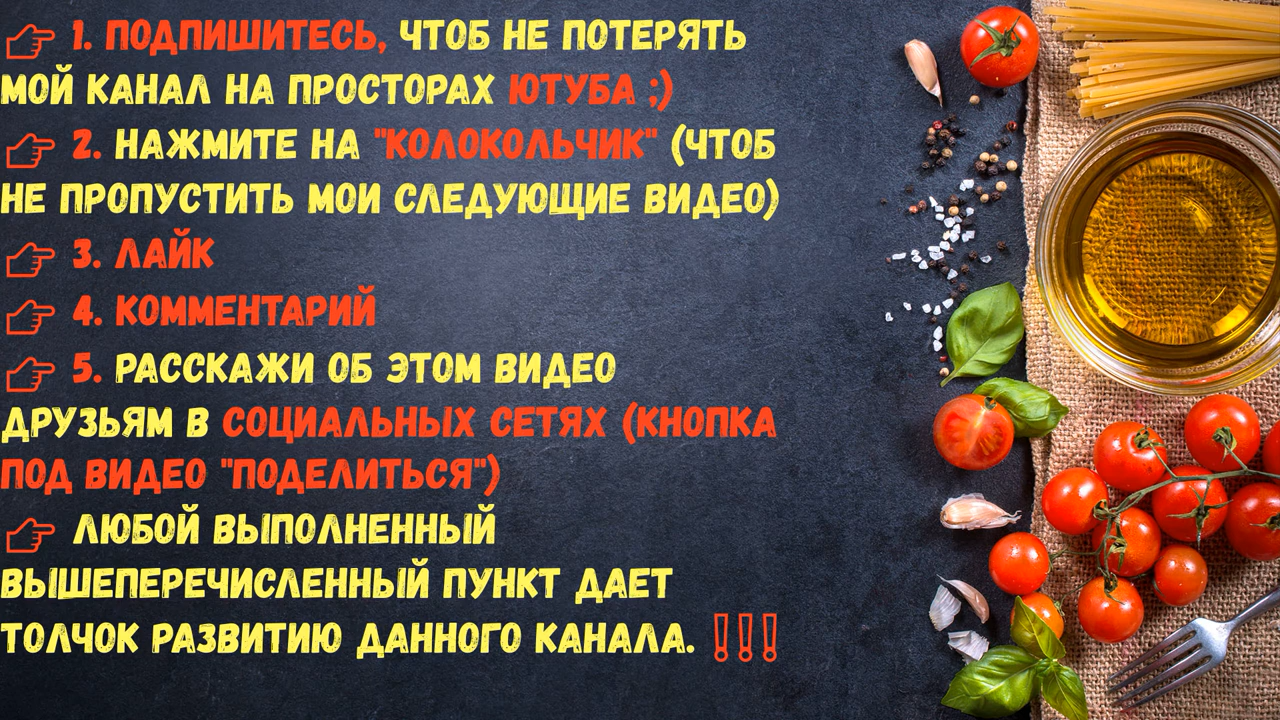 👉 1. ПОДПИШИТЕСЬ, ЧТОБ НЕ ПОТЕРЯТЬ
МОЙ КАНАЛ НА ПРОСТОРАХ ЮТУБА ;)
👉 2. НАЖМИТЕ НА "КОЛОКОЛЬЧИК" (ЧТОБ
НЕ ПРОПУСТИТЬ МОИ СЛЕДУЮЩИЕ ВИДЕО)
👉 3. ЛАЙК
👉 4. КОММЕНТАРИЙ
👉 5. РАССКАЖИ ОБ ЭТОМ ВИДЕО
ДРУЗЬЯМ В СОЦИАЛЬНЫХ СЕТЯХ (КНОПКА
ПОД ВИДЕО "ПОДЕЛИТЬСЯ")
👉 ЛЮБОЙ ВЫПОЛНЕННЫЙ
ВЫШЕПЕРЕЧИСЛЕННЫЙ ПУНКТ ДАЕТ
ТОЛЧОК РАЗВИТИЮ ДАННОГО КАНАЛА. ❗❗❗